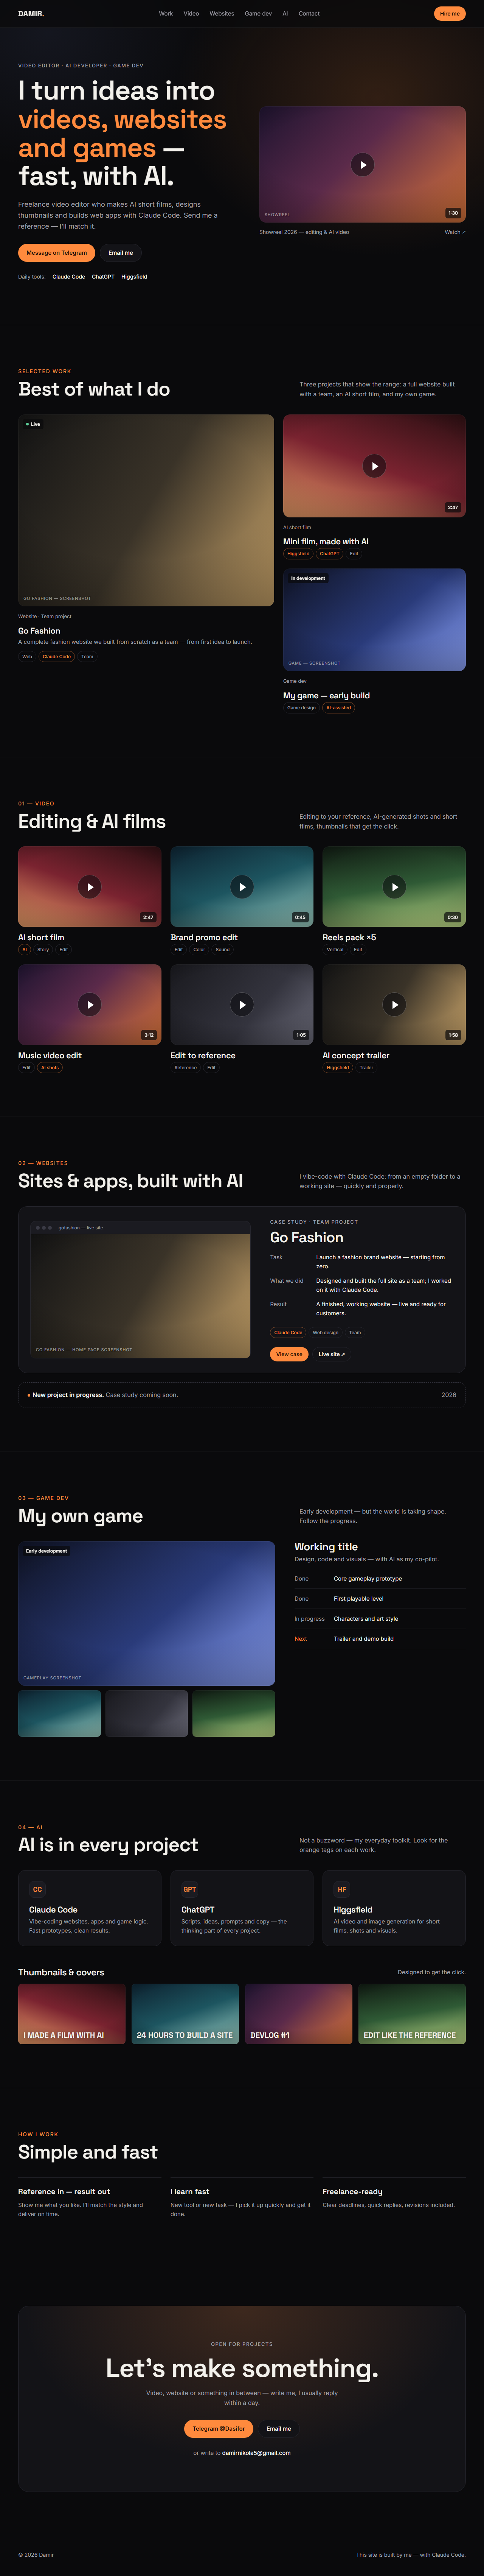 DAMIR.
Work Video Websites Game dev AI Contact
Hire me
VIDEO EDITOR · AI DEVELOPER · GAME DEV
I turn ideas into
videos, websites
and games —
fast, with AI.
Freelance video editor who makes AI short films, designs
thumbnails and builds web apps with Claude Code. Send me a
reference — I'll match it.
Message on Telegram
Email me
Daily tools: Claude Code ChatGPT Higgsfield
SHOWREEL
1:30
Showreel 2026 — editing & AI video
Watch ↗
SELECTED WORK
Best of what I do
Three projects that show the range: a full website built
with a team, an AI short film, and my own game.
Live
GO FASHION — SCREENSHOT
Website · Team project
Go Fashion
A complete fashion website we built from scratch as a team — from first idea to launch.
Web Claude Code Team
2:47
AI short film
Mini film, made with AI
Higgsfield ChatGPT Edit
In development
GAME — SCREENSHOT
Game dev
My game — early build
Game design AI-assisted
01 — VIDEO
Editing & AI films
Editing to your reference, AI-generated shots and short
films, thumbnails that get the click.
2:47
AI short film
AI Story Edit
0:45
Brand promo edit
Edit Color Sound
0:30
Reels pack ×5
Vertical Edit
3:12
Music video edit
Edit AI shots
1:05
Edit to reference
Reference Edit
1:58
AI concept trailer
Higgsfield Trailer
02 — WEBSITES
Sites & apps, built with AI
I vibe-code with Claude Code: from an empty folder to a
working site — quickly and properly.
gofashion — live site
GO FASHION — HOME PAGE SCREENSHOT
CASE STUDY · TEAM PROJECT
Go Fashion
Task Launch a fashion brand website — starting from
zero.
What we did Designed and built the full site as a team; I worked
on it with Claude Code.
Result A finished, working website — live and ready for
customers.
Claude Code Web design Team
View case
Live site ↗
New project in progress. Case study coming soon.
2026
03 — GAME DEV
My own game
Early development — but the world is taking shape.
Follow the progress.
Early development
GAMEPLAY SCREENSHOT
Working title
Design, code and visuals — with AI as my co-pilot.
Done Core gameplay prototype
Done First playable level
In progress Characters and art style
Next Trailer and demo build
04 — AI
AI is in every project
Not a buzzword — my everyday toolkit. Look for the
orange tags on each work.
CC
Claude Code
Vibe-coding websites, apps and game logic.
Fast prototypes, clean results.
GPT
ChatGPT
Scripts, ideas, prompts and copy — the
thinking part of every project.
HF
Higgsfield
AI video and image generation for short
films, shots and visuals.
Thumbnails & covers
Designed to get the click.
I MADE A FILM WITH AI
24 HOURS TO BUILD A SITE
DEVLOG #1
EDIT LIKE THE REFERENCE
HOW I WORK
Simple and fast
Reference in — result out
Show me what you like. I'll match the style and
deliver on time.
I learn fast
New tool or new task — I pick it up quickly and get it
done.
Freelance-ready
Clear deadlines, quick replies, revisions included.
OPEN FOR PROJECTS
Let's make something.
Video, website or something in between — write me, I usually reply
within a day.
Telegram @Dasifor
Email me
or write to damirnikola5@gmail.com
© 2026 Damir
This site is built by me — with Claude Code.